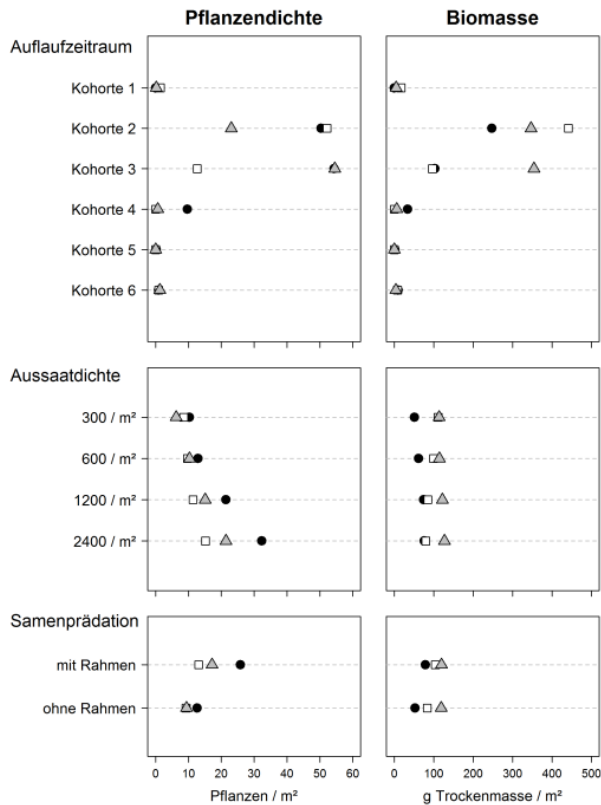 Pflanzendichte Biomasse
Auflaufzeitraum
Kohorte 1
Kohorte 2
Kohorte 3
Kohorte 4
Kohorte 5
Kohorte 6
Aussaatdichte
300 / m²
600 / m²
1200 / m²
2400 / m²
Samenprädation
mit Rahmen
ohne Rahmen
0 10 20 30 40 50 60 0 100 200 300 400 500
Pflanzen / m² g Trockenmasse / m²